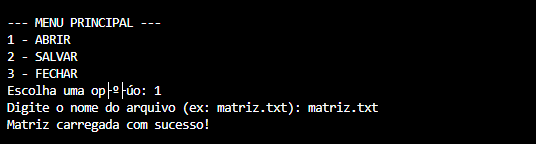 --- MENU PRINCIPAL ---
1 - ABRIR
2 - SALVAR
3 - FECHAR
Escolha uma op├º├úo: 1
Digite o nome do arquivo (ex: matriz.txt): matriz.txt
Matriz carregada com sucesso!